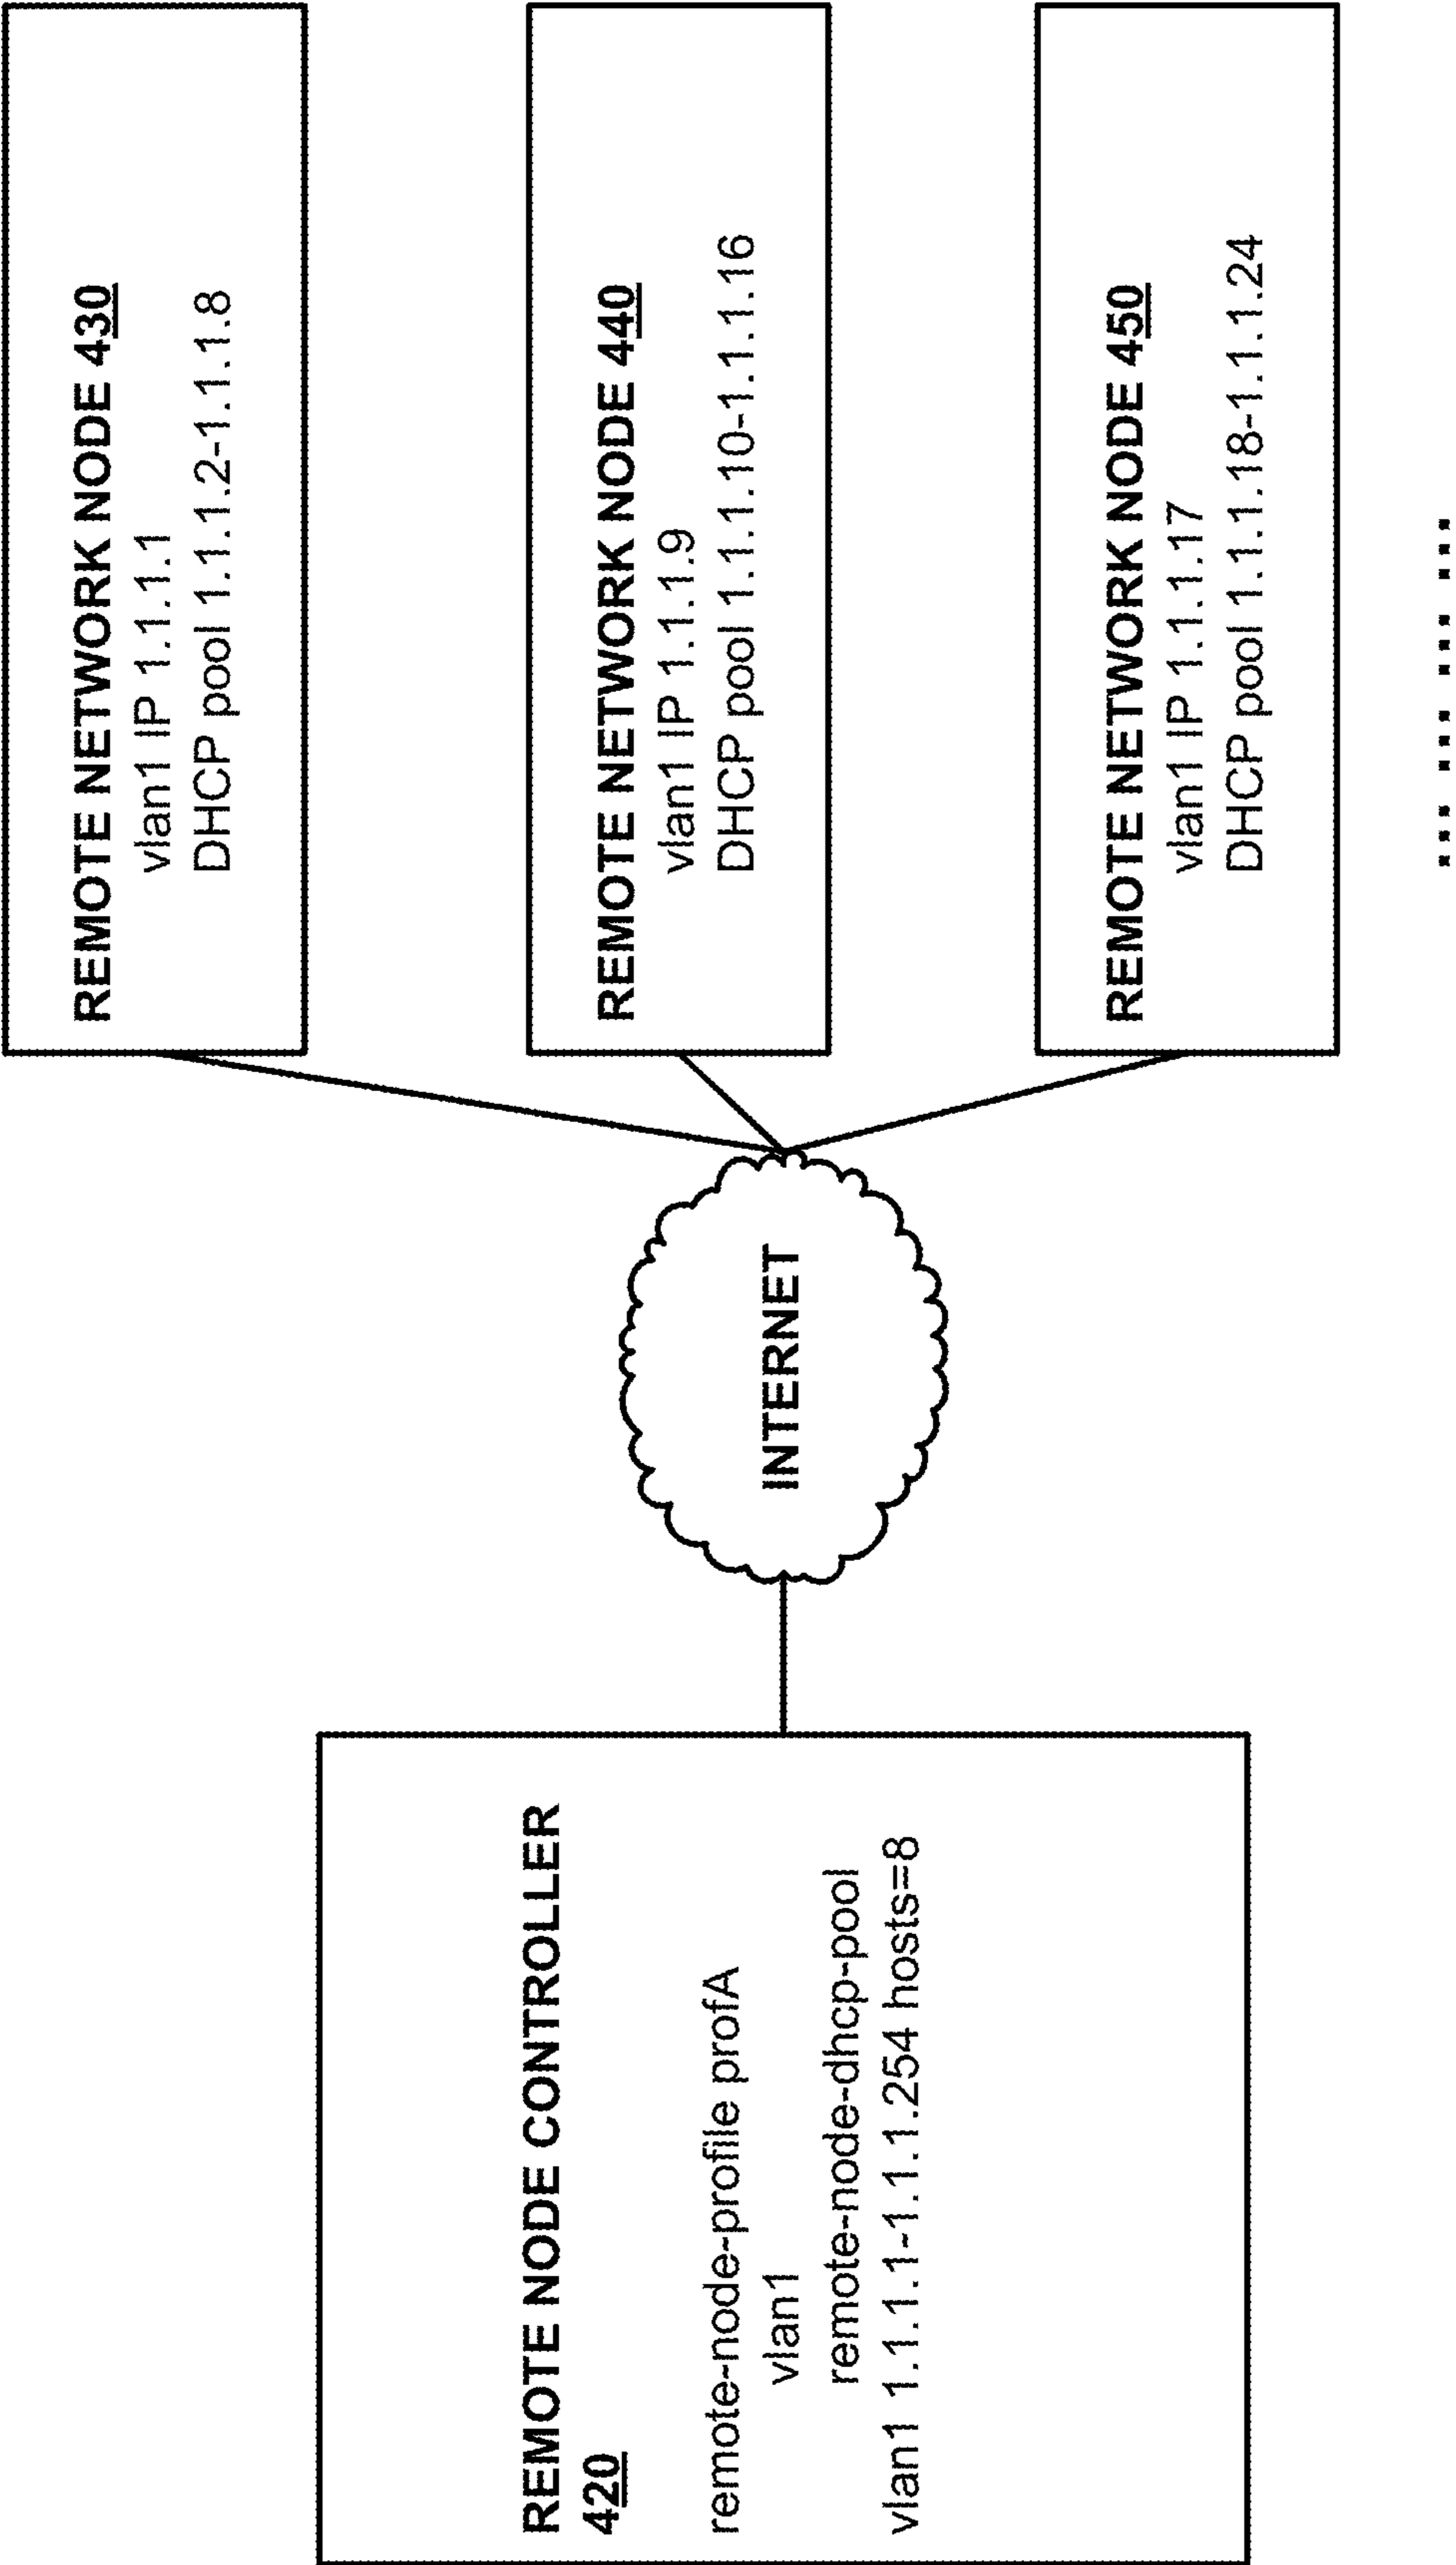 REMOTE NODE CONTROLLER
420
remote-node-profile profA
vlan1
remote-node-dhcp-pool
vlan1 1.1.1.1-1.1.1.254 hosts=8
INTERNET
REMOTE NETWORK NODE 430
vlan1 IP 1.1.1.1
DHCP pool 1.1.1.2-1.1.1.8
REMOTE NETWORK NODE 440
vlan1 IP 1.1.1.9
DHCP pool 1.1.1.10-1.1.1.16
REMOTE NETWORK NODE 450
vlan1 IP 1.1.1.17
DHCP pool 1.1.1.18-1.1.1.24